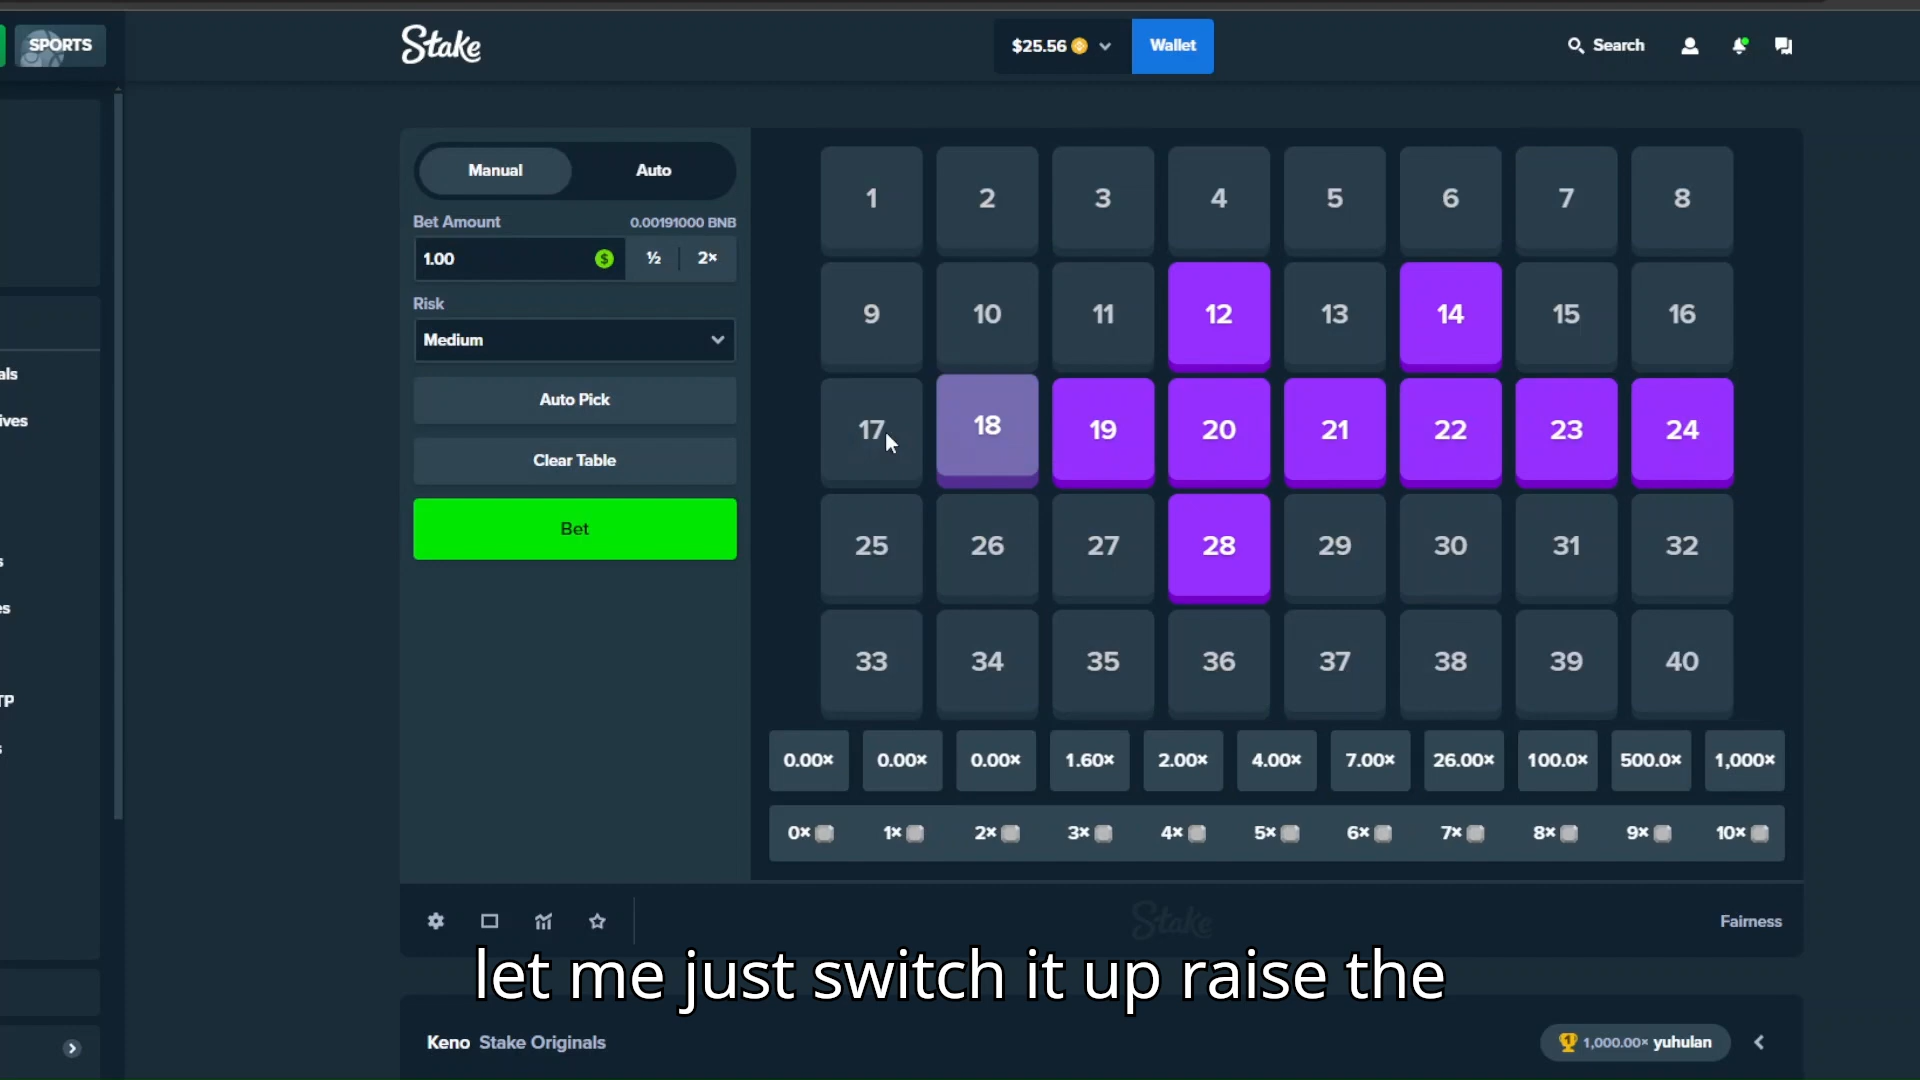 SPORTS
Stake
$25.56
Wallet
Search
Manual
Auto
Bet Amount
0.00191000 BNB
1.00
½
2×
Risk
Medium
Auto Pick
Clear Table
Bet
1 2 3 4 5 6 7 8
9 10 11 12 13 14 15 16
17 18 19 20 21 22 23 24
25 26 27 28 29 30 31 32
33 34 35 36 37 38 39 40
0.00× 0.00× 0.00× 1.60× 2.00× 4.00× 7.00× 26.00× 100.0× 500.0× 1,000×
0× 1× 2× 3× 4× 5× 6× 7× 8× 9× 10×
als
ives
s
es
TP
s
Stake
Fairness
let me just switch it up raise the
Keno Stake Originals
1,000.00× yuhulan